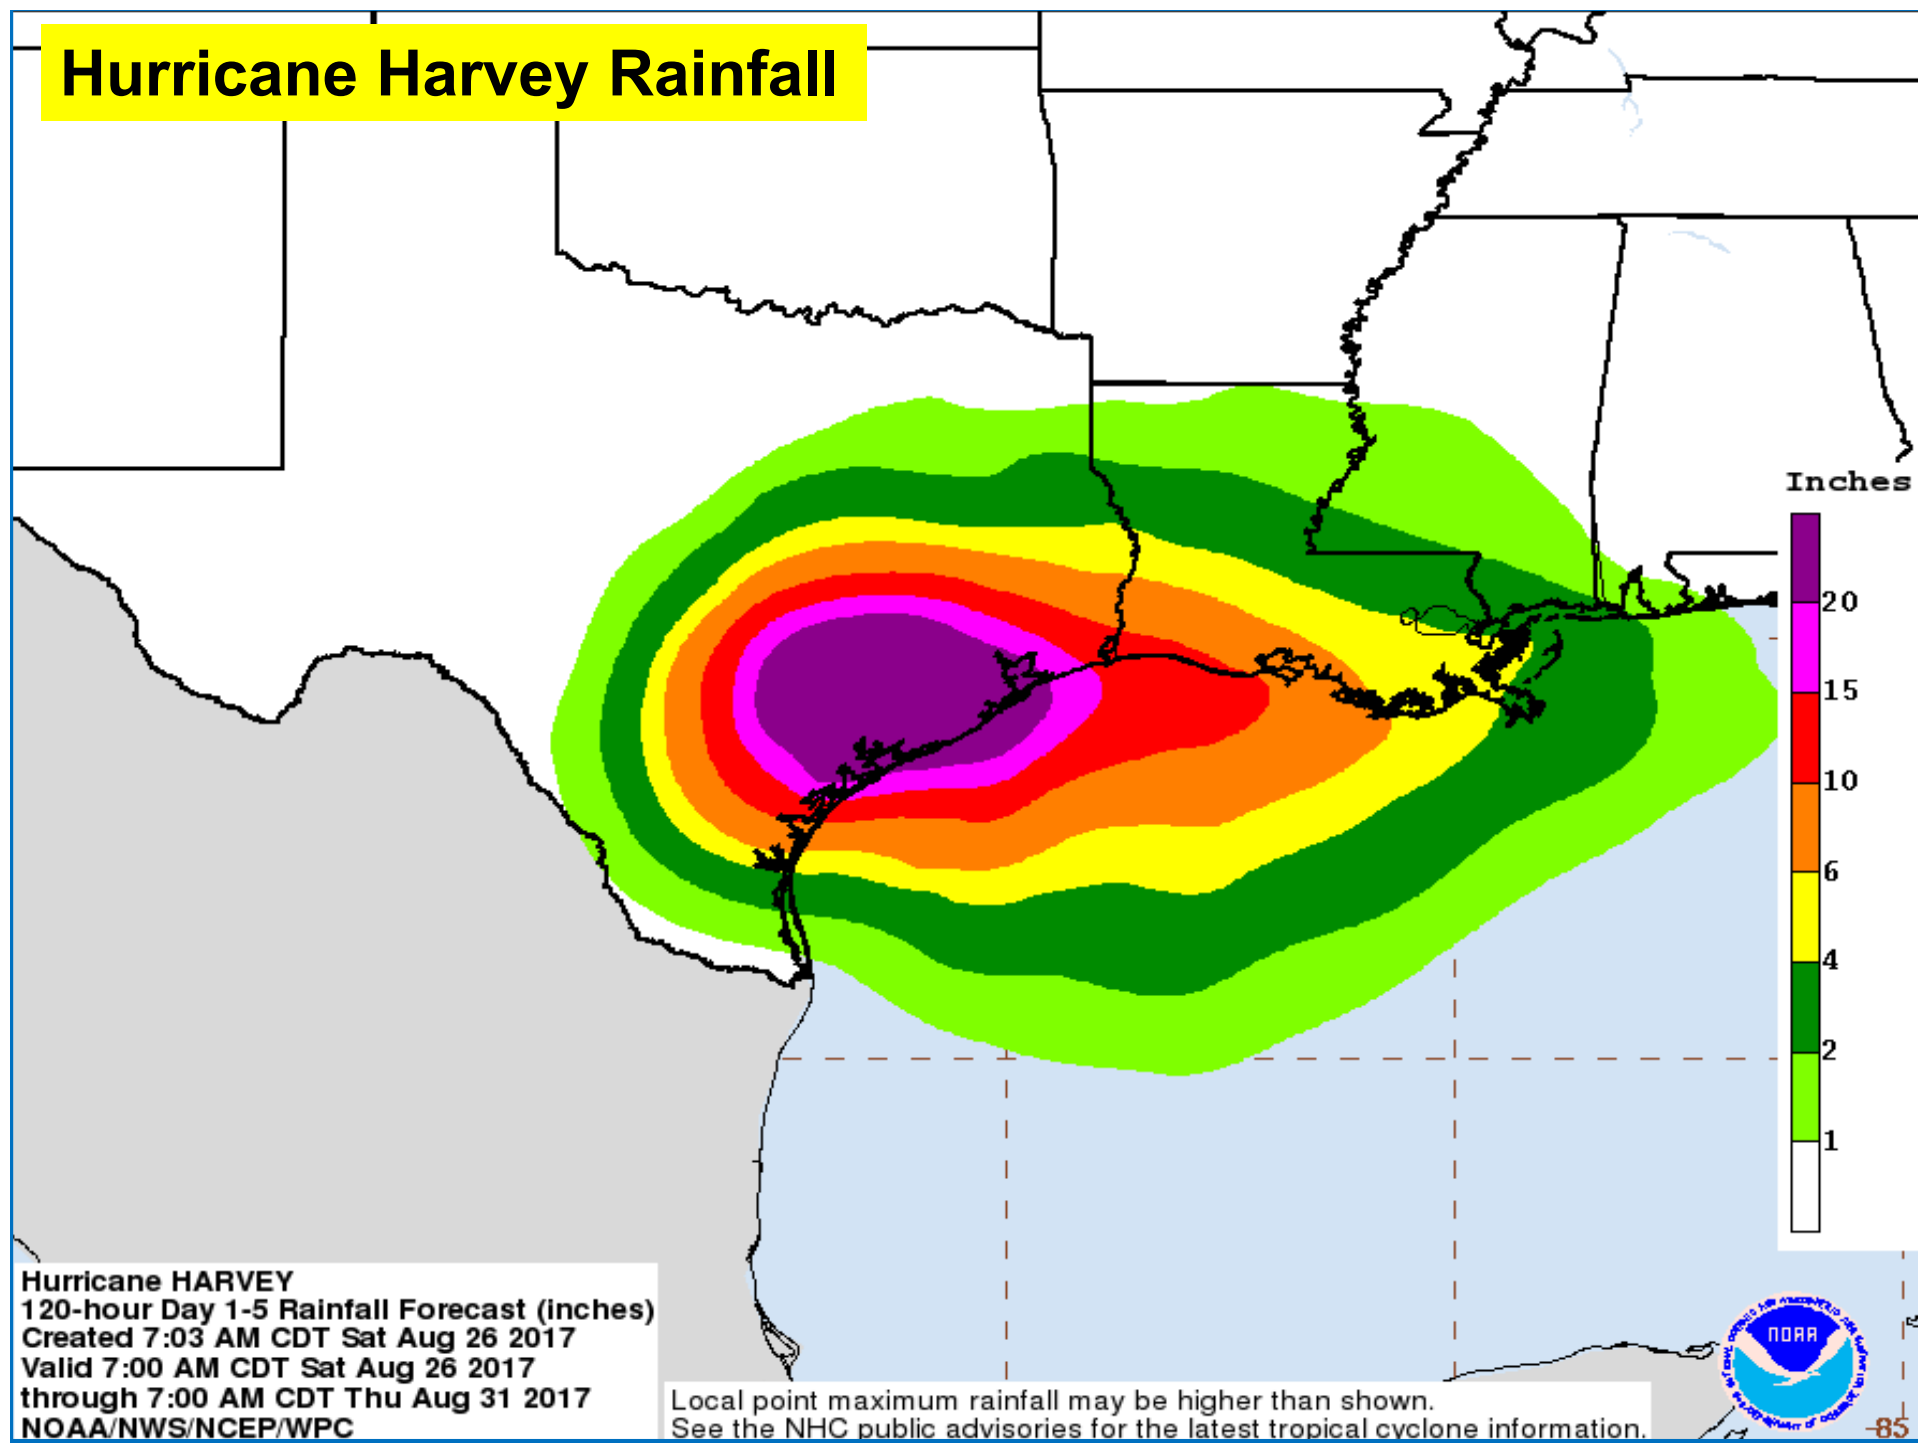 Hurricane Harvey Rainfall
Inches
20
15
10
6
4
2
1
Hurricane HARVEY
120-hour Day 1-5 Rainfall Forecast (inches)
Created 7:03 AM CDT Sat Aug 26 2017
Valid 7:00 AM CDT Sat Aug 26 2017
through 7:00 AM CDT Thu Aug 31 2017
NOAA/NWS/NCEP/WPC
Local point maximum rainfall may be higher than shown.
See the NHC public advisories for the latest tropical cyclone information.
NOAA
-85